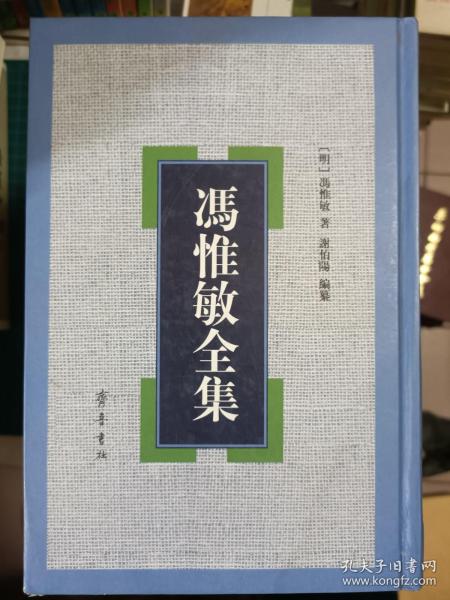 [明]馮惟敏 著 謝伯陽 編纂
馮惟敏全集
齊魯書社
孔夫子旧书网
www.kongfz.com